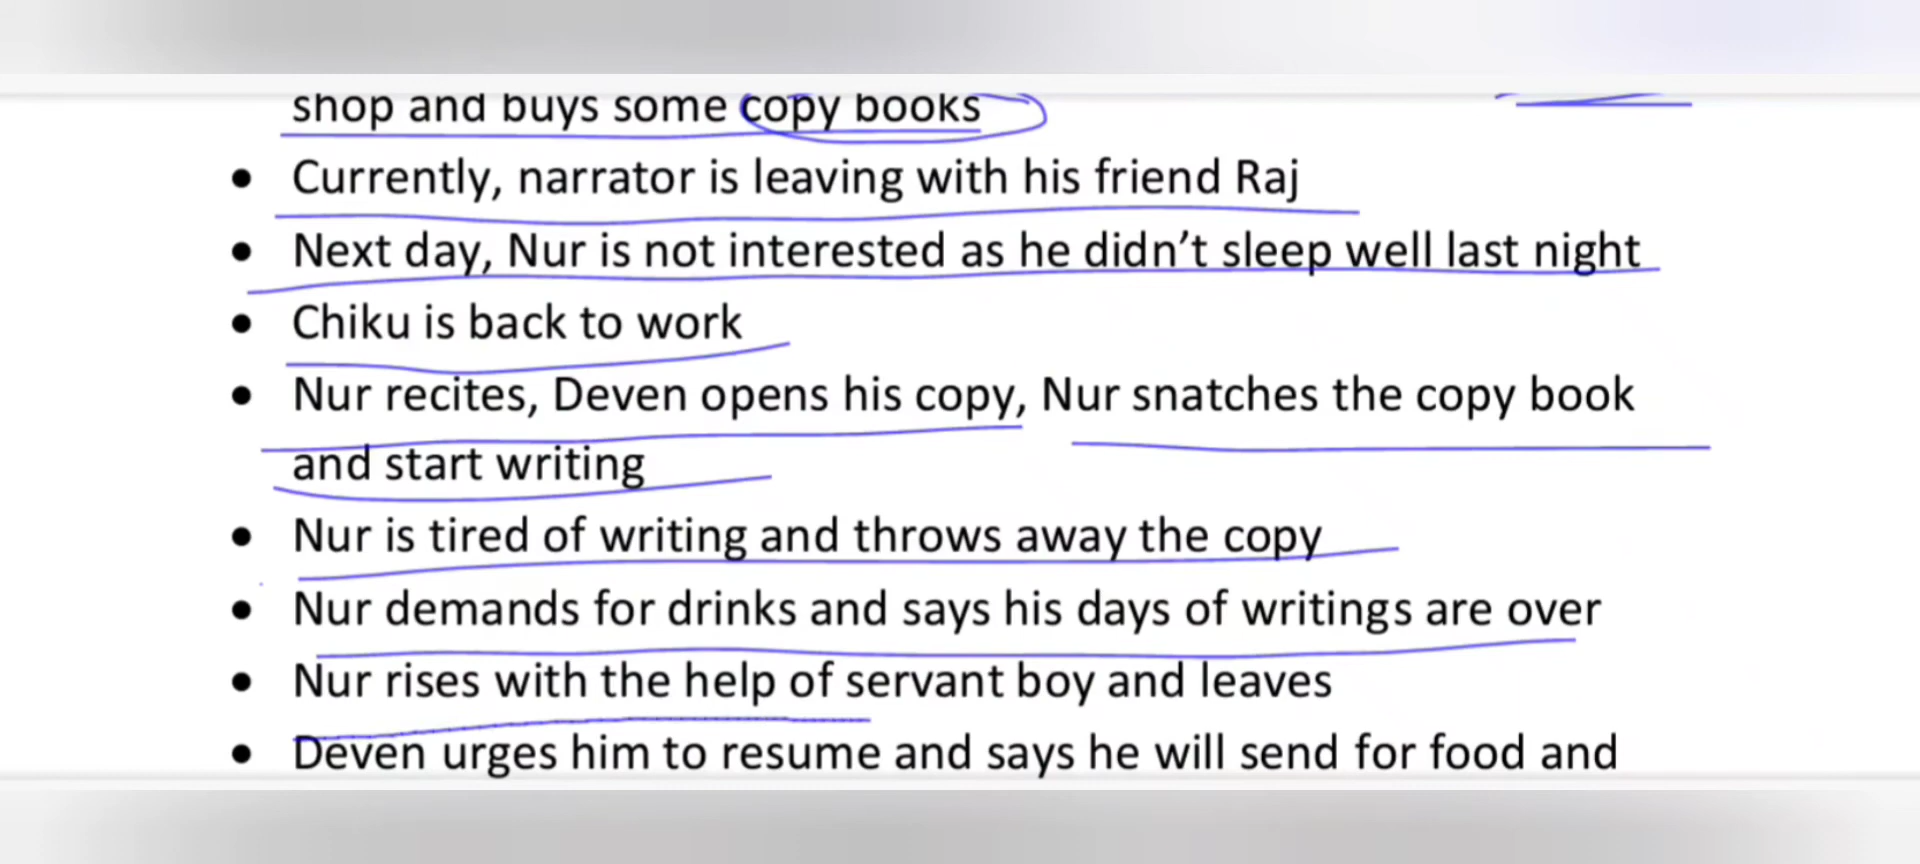 shop and buys some copy books
• Currently, narrator is leaving with his friend Raj
• Next day, Nur is not interested as he didn’t sleep well last night
• Chiku is back to work
• Nur recites, Deven opens his copy, Nur snatches the copy book
and start writing
• Nur is tired of writing and throws away the copy
• Nur demands for drinks and says his days of writings are over
• Nur rises with the help of servant boy and leaves
• Deven urges him to resume and says he will send for food and